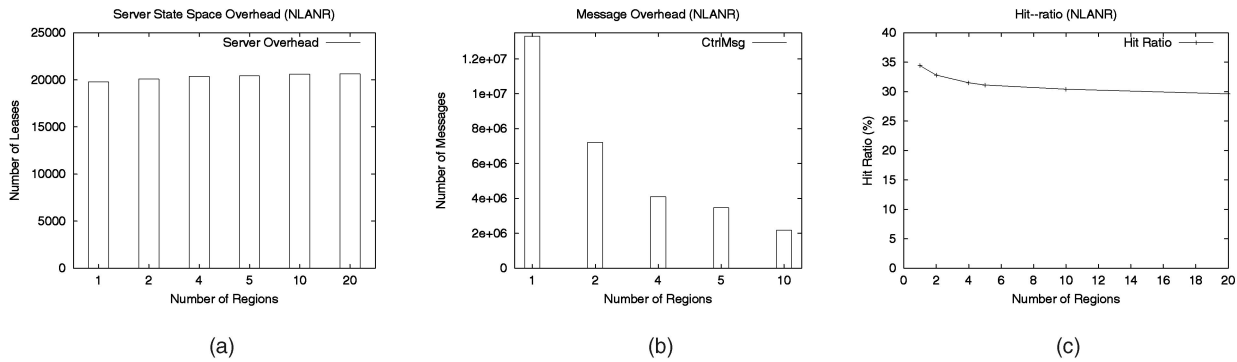 Server State Space Overhead (NLANR)
Server Overhead
Number of Leases
25000
20000
15000
10000
5000
0
1 2 4 5 10 20
Number of Regions
(a)
Message Overhead (NLANR)
CtrlMsg
Number of Messages
1.2e+07
1e+07
8e+06
6e+06
4e+06
2e+06
0
1 2 4 5 10
Number of Regions
(b)
Hit--ratio (NLANR)
Hit Ratio
Hit Ratio (%)
40
35
30
25
20
15
10
5
0
0 2 4 6 8 10 12 14 16 18 20
Number of Regions
(c)